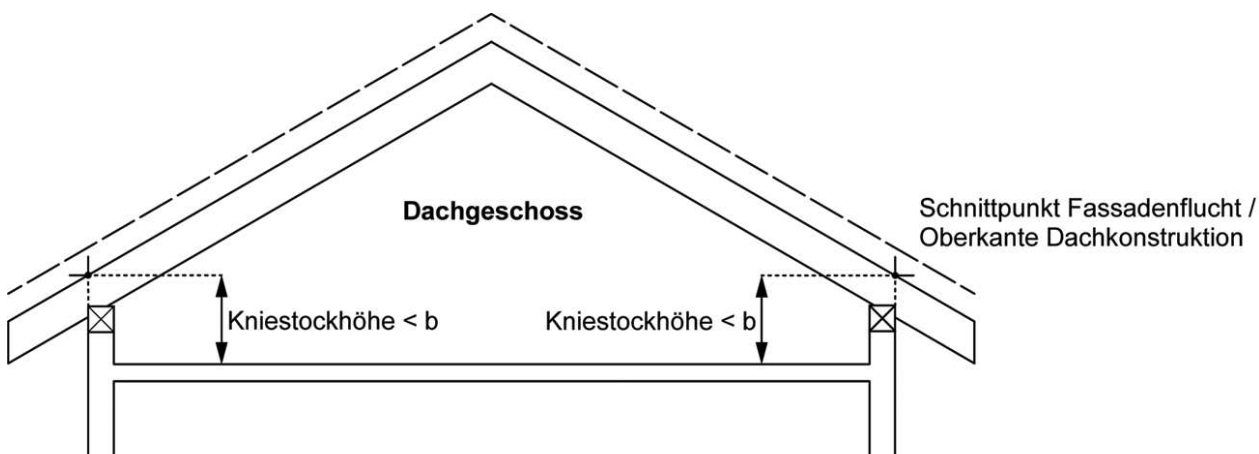 Dachgeschoss
Schnittpunkt Fassadenflucht /
Oberkante Dachkonstruktion
Kniestockhöhe < b
Kniestockhöhe < b